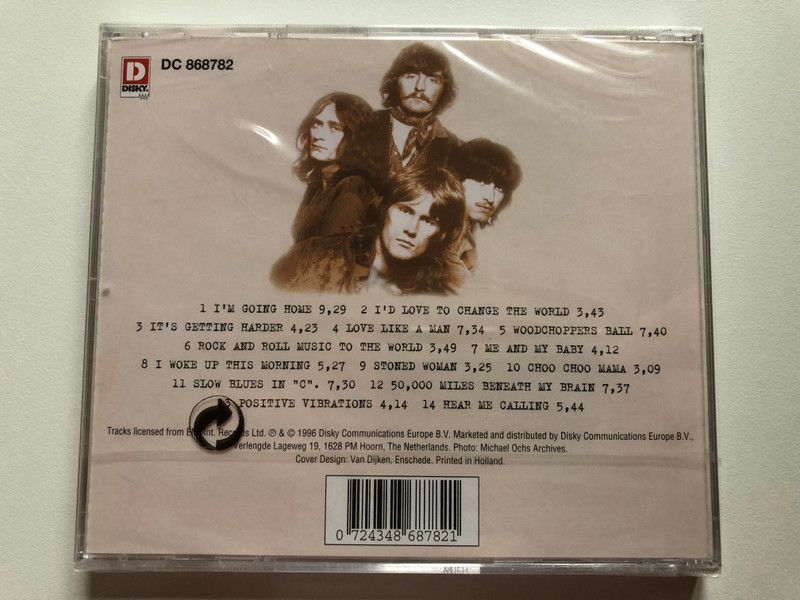 D
DISKY.
DC 868782
1 I'M GOING HOME 9,29 2 I'D LOVE TO CHANGE THE WORLD 3,43
3 IT'S GETTING HARDER 4,23 4 LOVE LIKE A MAN 7,34 5 WOODCHOPPERS BALL 7,40
6 ROCK AND ROLL MUSIC TO THE WORLD 3,49 7 ME AND MY BABY 4,12
8 I WOKE UP THIS MORNING 5,27 9 STONED WOMAN 3,25 10 CHOO CHOO MAMA 3,09
11 SLOW BLUES IN "C". 7,30 12 50,000 MILES BENEATH MY BRAIN 7,37
3 POSITIVE VIBRATIONS 4,14 14 HEAR ME CALLING 5,44
Tracks licensed from Int. Records Ltd. ℗ & © 1996 Disky Communications Europe B.V. Marketed and distributed by Disky Communications Europe B.V.,
Verlengde Lageweg 19, 1628 PM Hoorn, The Netherlands. Photo: Michael Ochs Archives.
Cover Design: Van Dijken, Enschede. Printed in Holland.
0 724348 687821